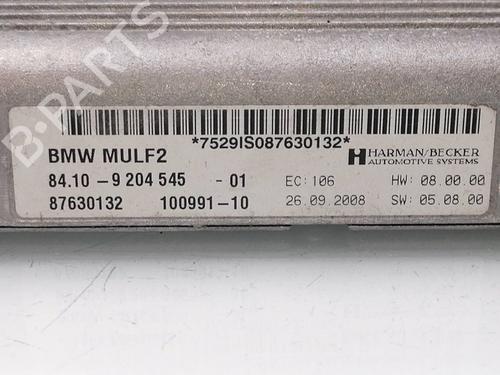 *7529IS087630132*
BMW MULF2
HARMAN/BECKER
AUTOMOTIVE SYSTEMS
84.10 - 9 204 545 - 01 EC: 106 HW: 08.00.00
87630132 100991-10 26.09.2008 SW: 05.08.00
B-PARTS